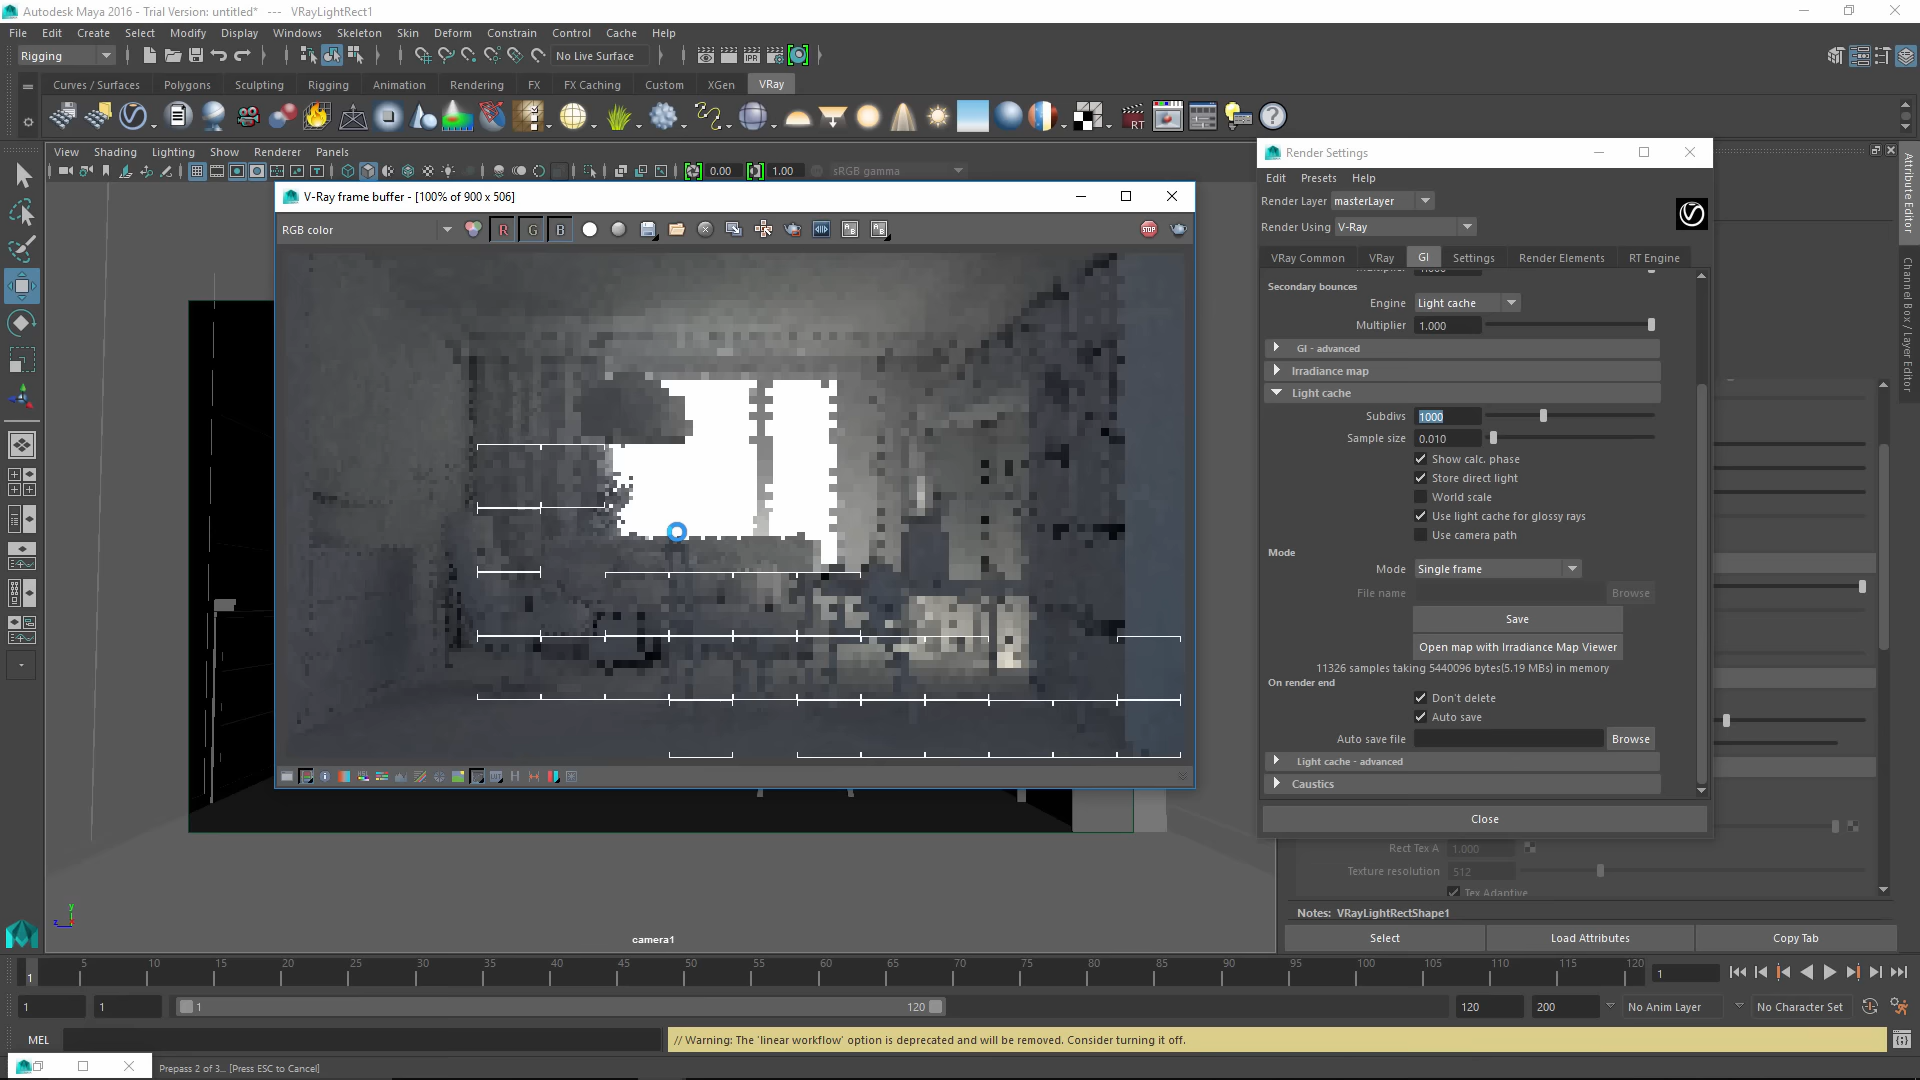 Autodesk Maya 2016 - Trial Version: untitled*   ---   VRayLightRect1
File Edit Create Select Modify Display Windows Skeleton Skin Deform Constrain Control Cache Help
Rigging
No Live Surface
Curves / Surfaces Polygons Sculpting Rigging Animation Rendering FX FX Caching Custom XGen VRay
RT
View Shading Lighting Show Renderer Panels
0.00 1.00 sRGB gamma
V-Ray frame buffer - [100% of 900 x 506]
RGB color
R G B
STOP
Render Settings
Edit Presets Help
Render Layer masterLayer
Render Using V-Ray
VRay Common VRay GI Settings Render Elements RT Engine
Secondary bounces
Engine Light cache
Multiplier 1.000
GI - advanced
Irradiance map
Light cache
Subdivs 1000
Sample size 0.010
Show calc. phase
Store direct light
World scale
Use light cache for glossy rays
Use camera path
Mode
Mode Single frame
File name Browse
Save
Open map with Irradiance Map Viewer
11326 samples taking 5440096 bytes(5.19 MBs) in memory
On render end
Don't delete
Auto save
Auto save file Browse
Light cache - advanced
Caustics
Close
Attribute Editor
Channel Box / Layer Editor
Rect Tex A 1.000
Texture resolution 512
Tex Adaptive
Notes: VRayLightRectShape1
Select Load Attributes Copy Tab
y
z
camera1
5 10 15 20 25 30 35 40 45 50 55 60 65 70 75 80 85 90 95 100 105 110 115 120
1
1
1 1 1 120 120 200 No Anim Layer No Character Set
MEL
// Warning: The 'linear workflow' option is deprecated and will be removed. Consider turning it off.
Prepass 2 of 3... [Press ESC to Cancel]